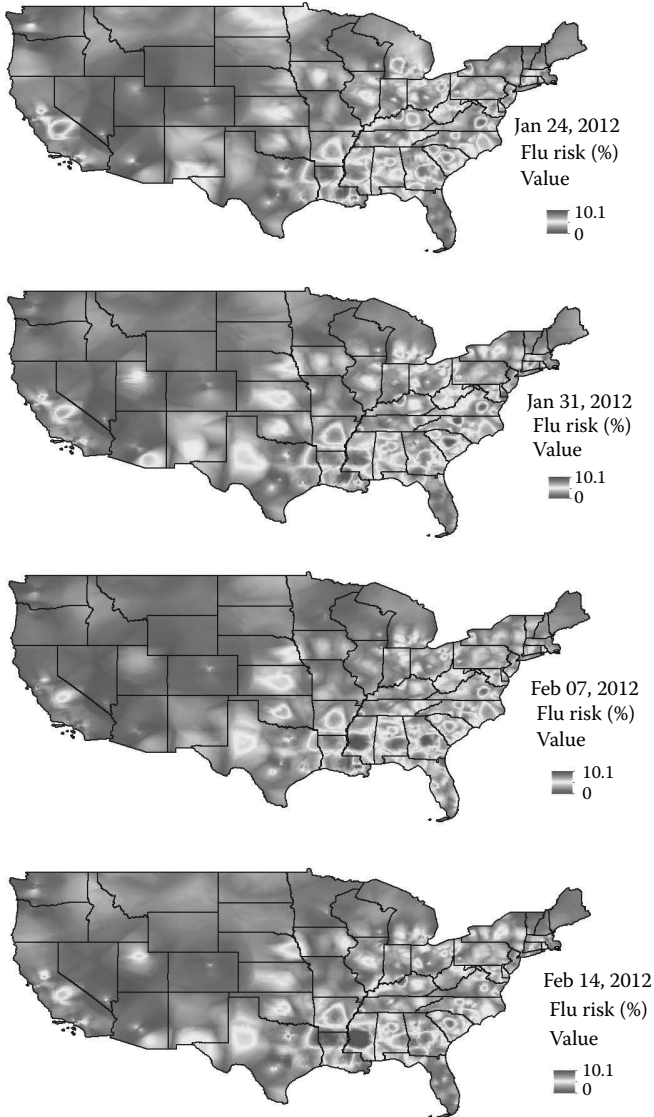 Jan 24, 2012
Flu risk (%)
Value
10.1
0
Jan 31, 2012
Flu risk (%)
Value
10.1
0
Feb 07, 2012
Flu risk (%)
Value
10.1
0
Feb 14, 2012
Flu risk (%)
Value
10.1
0